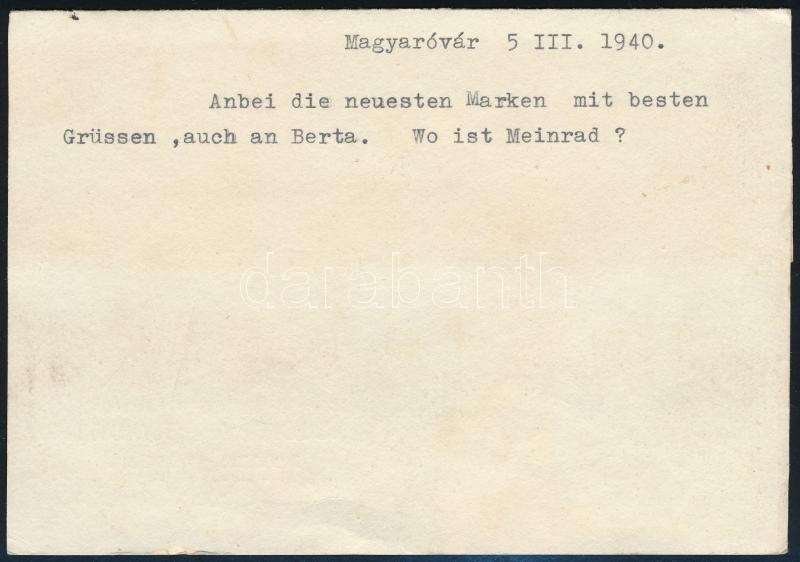 Magyaróvár 5 III. 1940.
Anbei die neuesten Marken mit besten
Grüssen ,auch an Berta. Wo ist Meinrad ?
darabanth